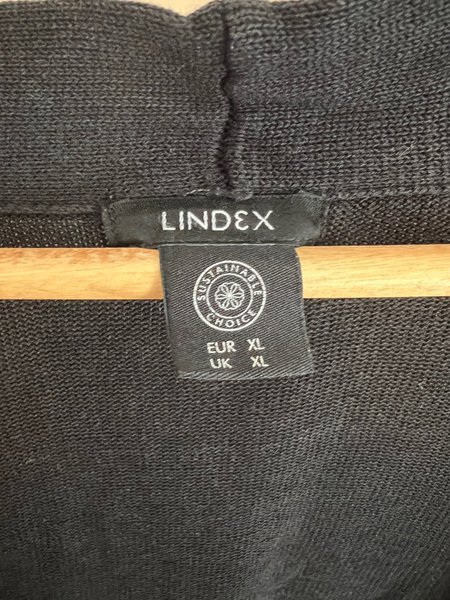 LINDEX
SUSTAINABLE
CHOICE
EUR XL
UK XL